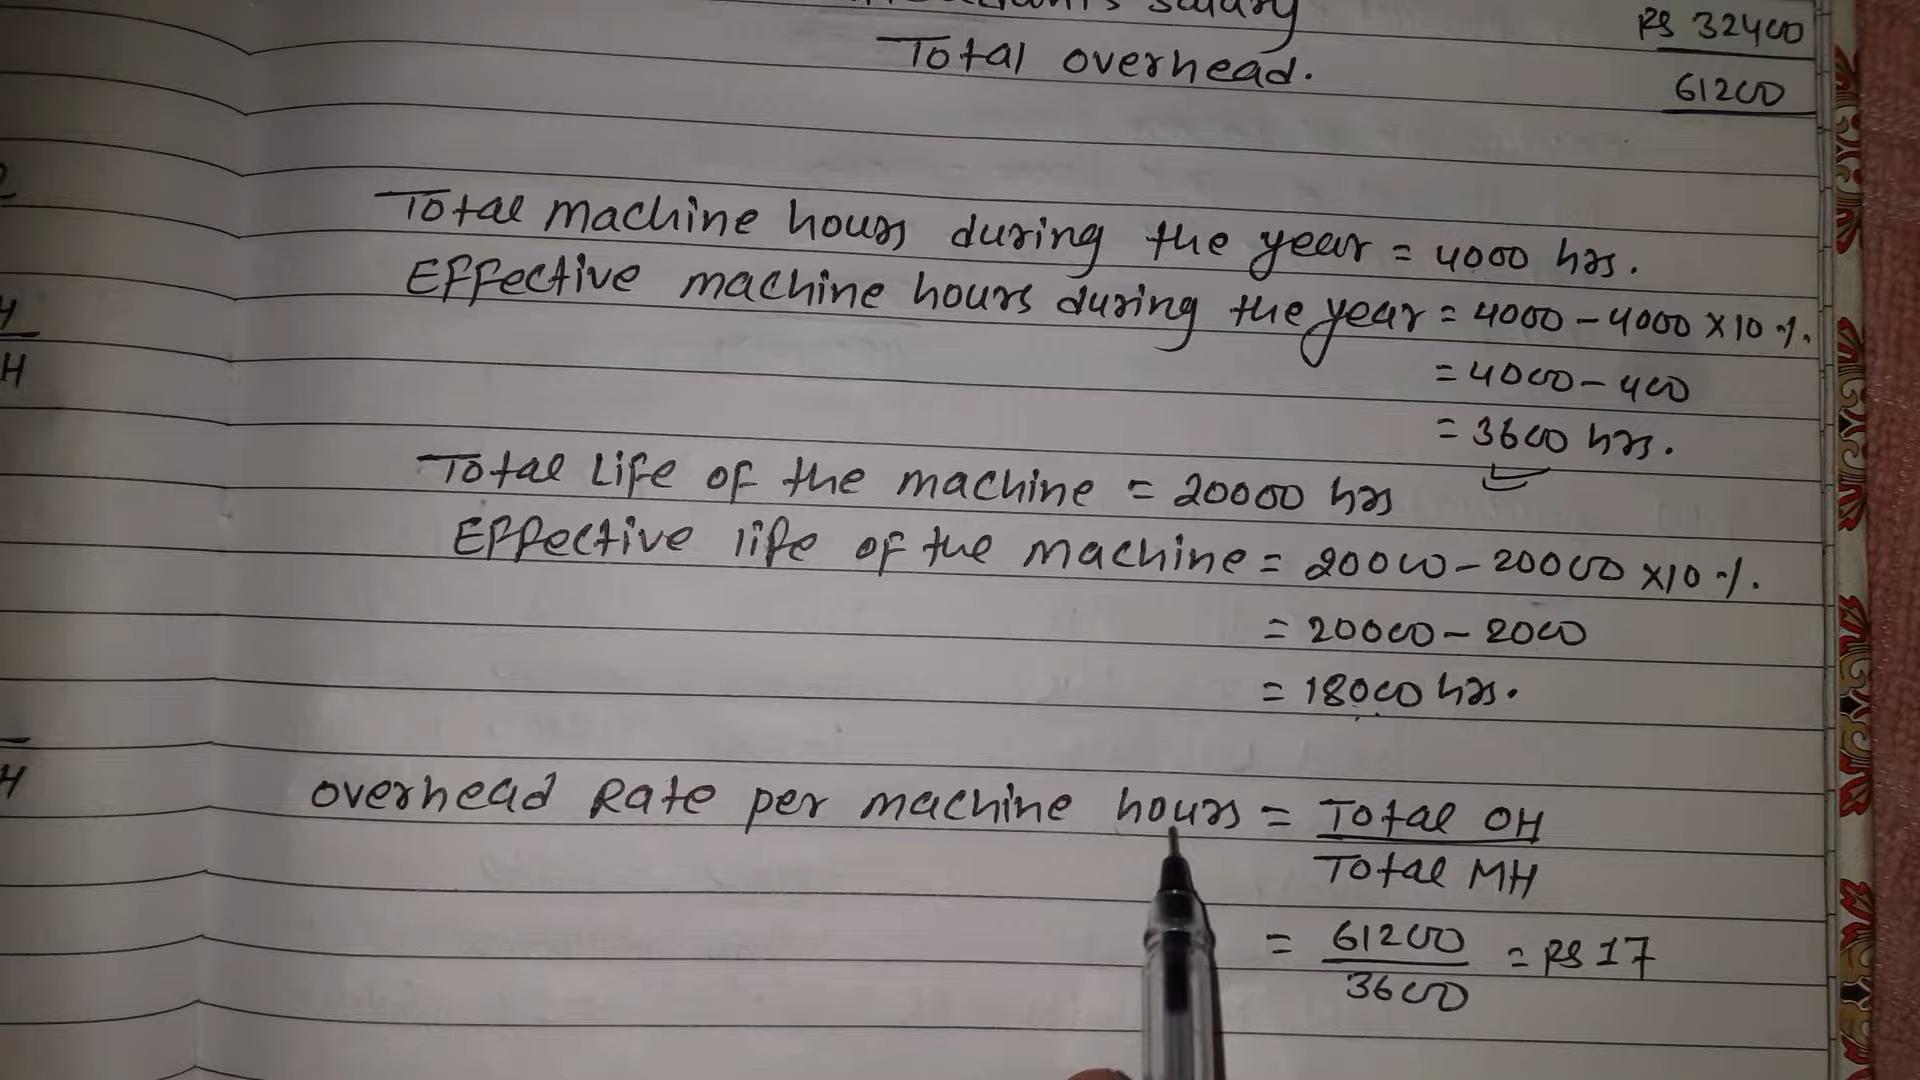 salary
Rs 32400
Total overhead.
61200
Total machine hours during the year = 4000 hrs.
Effective machine hours during the year = 4000 - 4000 x 10 %.
= 4000 - 400
= 3600 hrs.
Total Life of the machine = 20000 hrs
Effective life of the machine = 20000 - 20000 x10 %.
= 20000 - 2000
= 18000 hrs.
overhead Rate per machine hours = Total OH
Total MH
= 61200 = Rs 17
3600
H
H